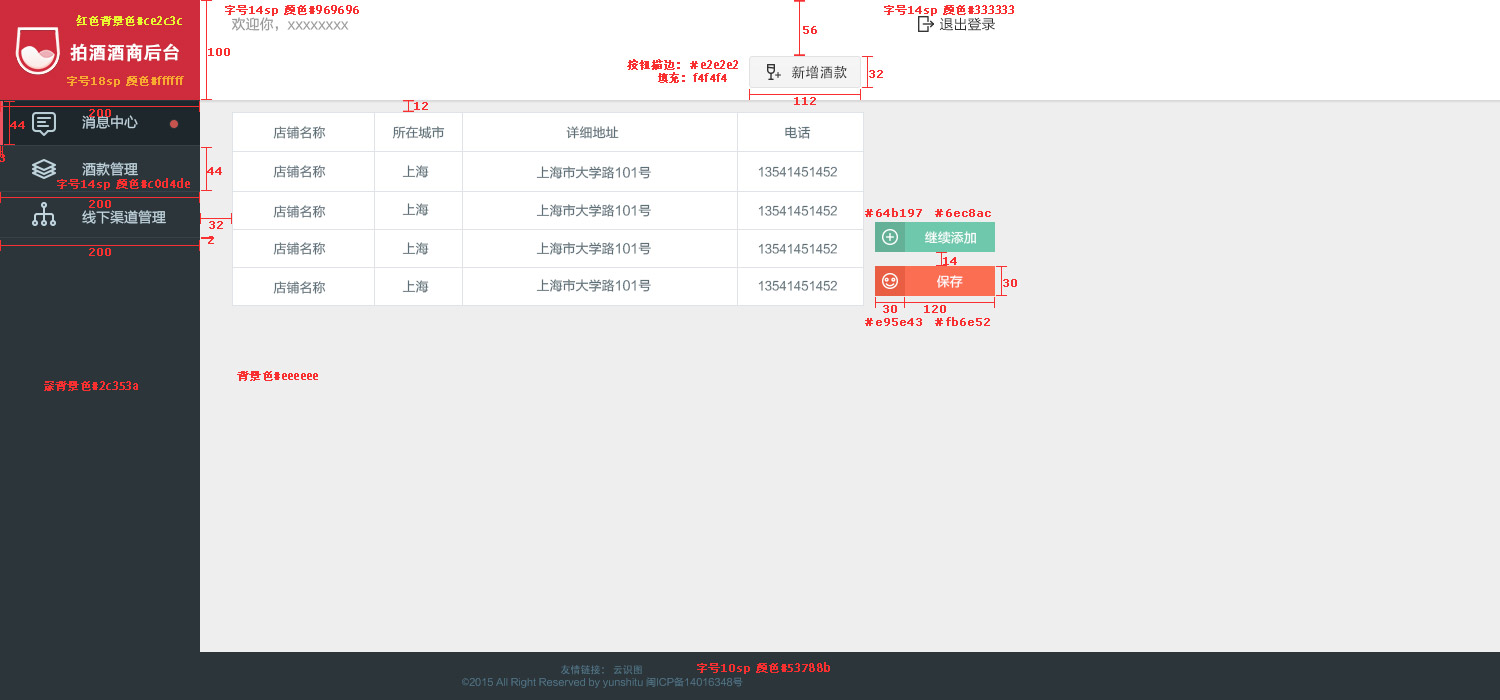 红色背景色#ce2c3c
拍酒酒商后台
字号18sp 颜色#ffffff
100
字号14sp 颜色#969696
欢迎你，xxxxxxxx
56
字号14sp 颜色#333333
退出登录
按钮描边：#e2e2e2
填充：f4f4f4
新增酒款
32
112
12
200
44
消息中心
3
酒款管理
44
字号14sp 颜色#c0d4de
200
线下渠道管理
32
2
200
店铺名称 所在城市 详细地址 电话
店铺名称 上海 上海市大学路101号 13541451452
店铺名称 上海 上海市大学路101号 13541451452
店铺名称 上海 上海市大学路101号 13541451452
店铺名称 上海 上海市大学路101号 13541451452
#64b197 #6ec8ac
继续添加
14
保存
30
30 120
#e95e43 #fb6e52
背景色#eeeeee
背景色#2c353a
友情链接： 云识图
字号10sp 颜色#53788b
©2015 All Right Reserved by yunshitu 闽ICP备14016348号